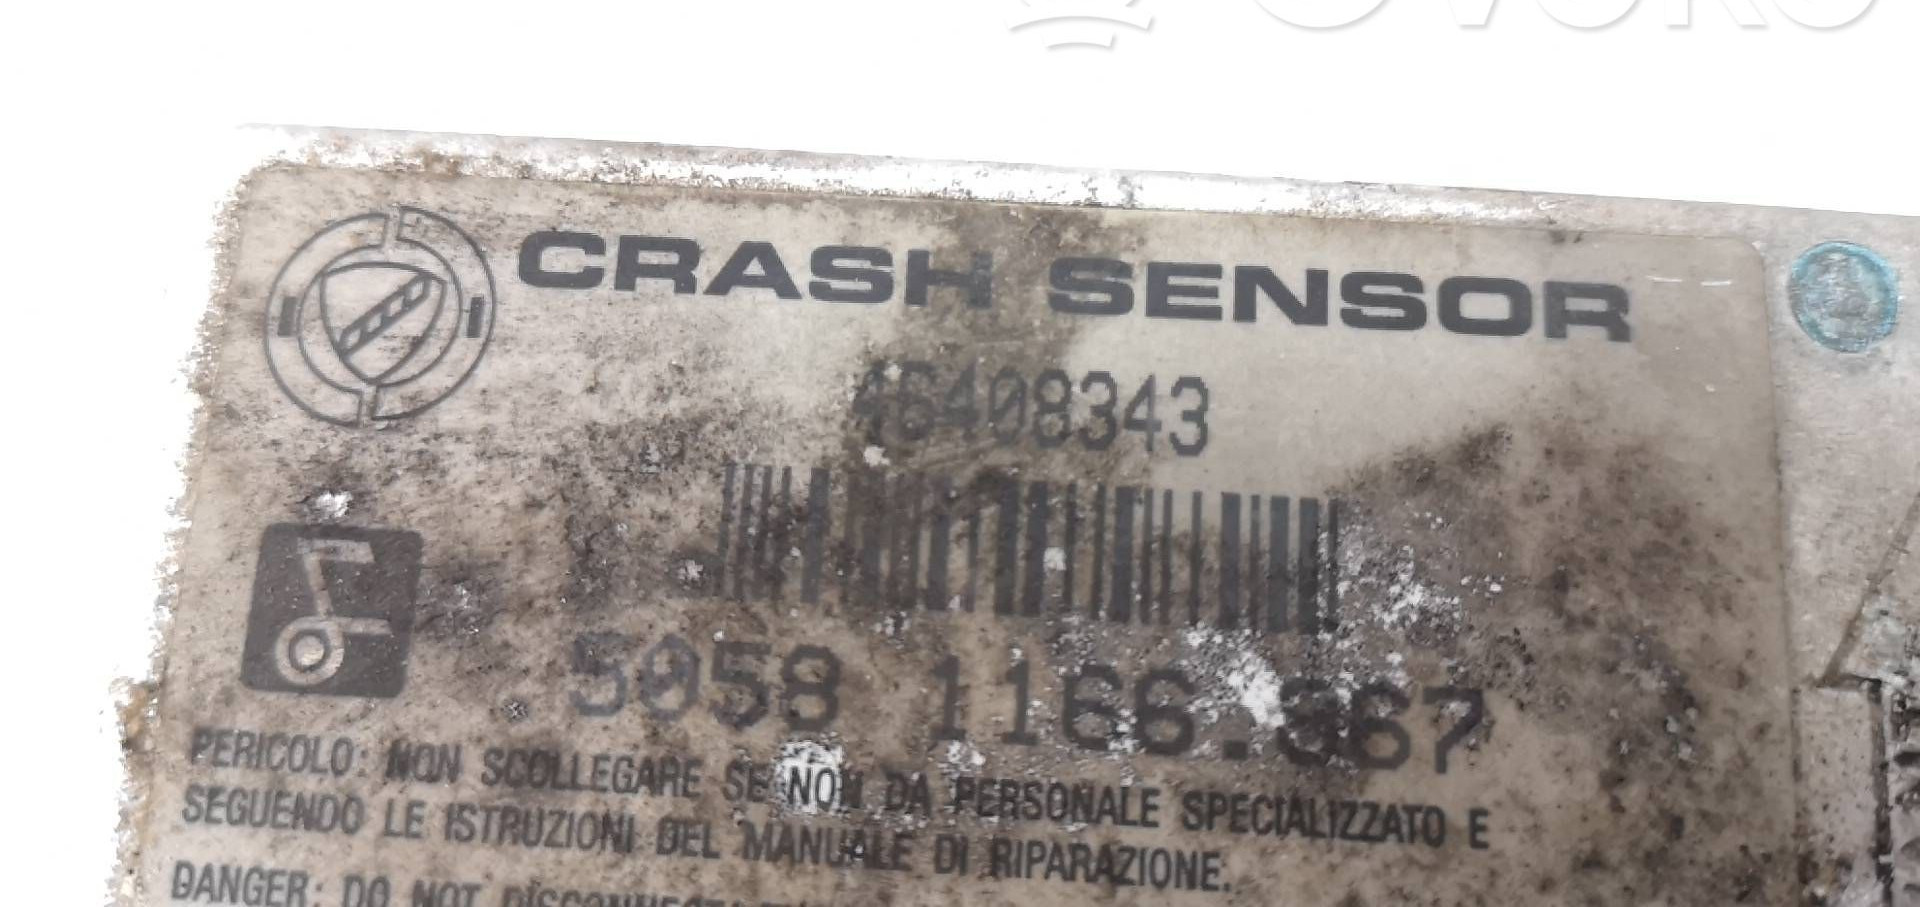 CRASH SENSOR
46408343
5058 1166.367
PERICOLO: NON SCOLLEGARE SE NON DA PERSONALE SPECIALIZZATO E
SEGUENDO LE ISTRUZIONI DEL MANUALE DI RIPARAZIONE.
DANGER: DO NOT